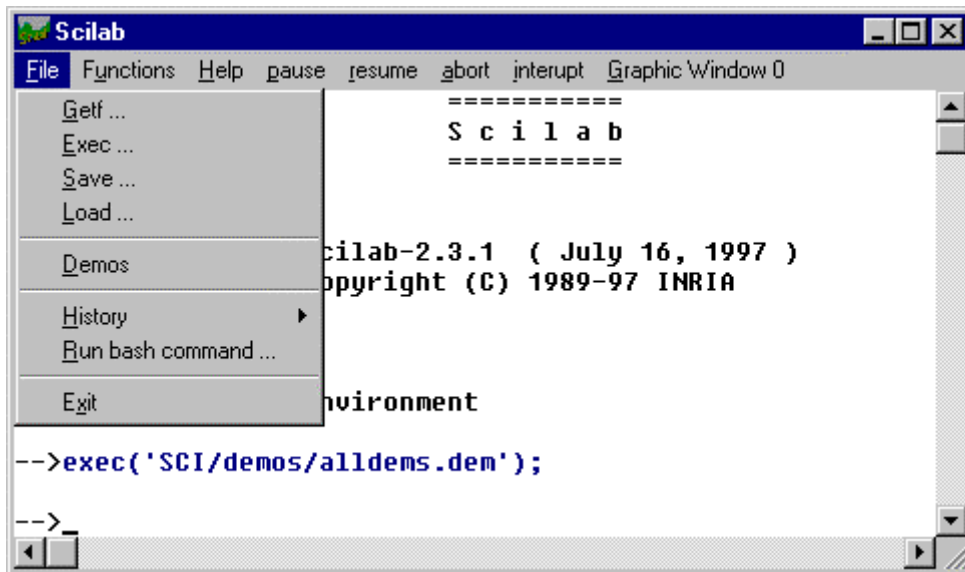 Scilab
File Functions Help pause resume abort interupt Graphic Window 0
Getf ...
Exec ...
Save ...
Load ...
Demos
History
Run bash command ...
Exit
===========
S c i l a b
===========
cilab-2.3.1 ( July 16, 1997 )
opyright (C) 1989-97 INRIA
nvironment
-->exec('SCI/demos/alldems.dem');
-->_